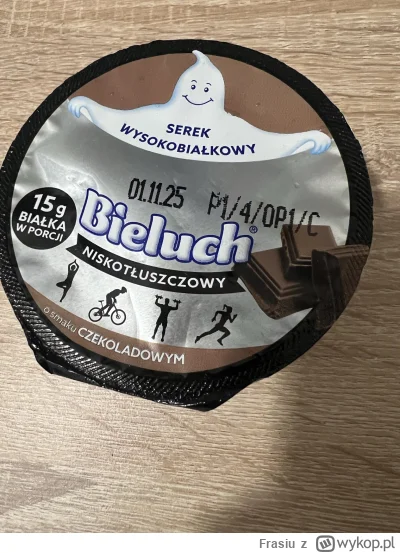 SEREK
WYSOKOBIAŁKOWY
01.11.25 P1/4/OP1/C
15g
BIAŁKA
W PORCJI
Bieluch®
NISKOTŁUSZCZOWY
o smaku CZEKOLADOWYM
Frasiu z wykop.pl